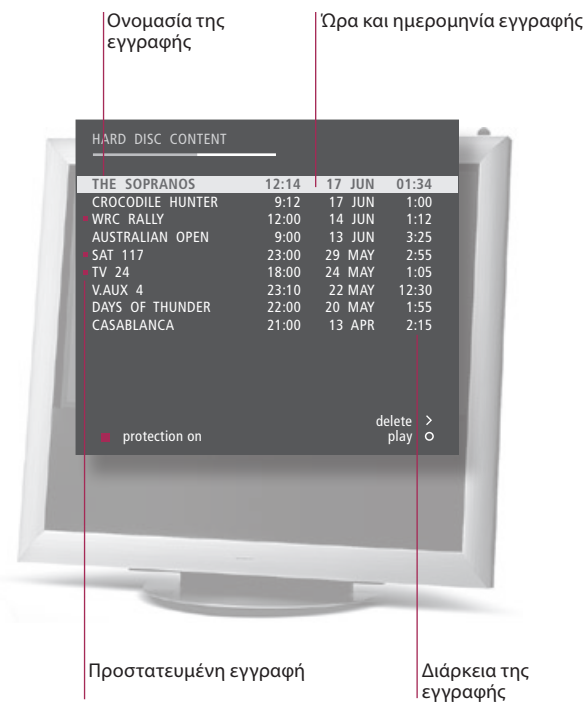 Ονομασία της
εγγραφής
Ώρα και ημερομηνία εγγραφής
HARD DISC CONTENT
THE SOPRANOS 12:14 17 JUN 01:34
CROCODILE HUNTER 9:12 17 JUN 1:00
WRC RALLY 12:00 14 JUN 1:12
AUSTRALIAN OPEN 9:00 13 JUN 3:25
SAT 117 23:00 29 MAY 2:55
TV 24 18:00 24 MAY 1:05
V.AUX 4 23:10 22 MAY 12:30
DAYS OF THUNDER 22:00 20 MAY 1:55
CASABLANCA 21:00 13 APR 2:15
delete >
protection on play
Προστατευμένη εγγραφή
Διάρκεια της
εγγραφής